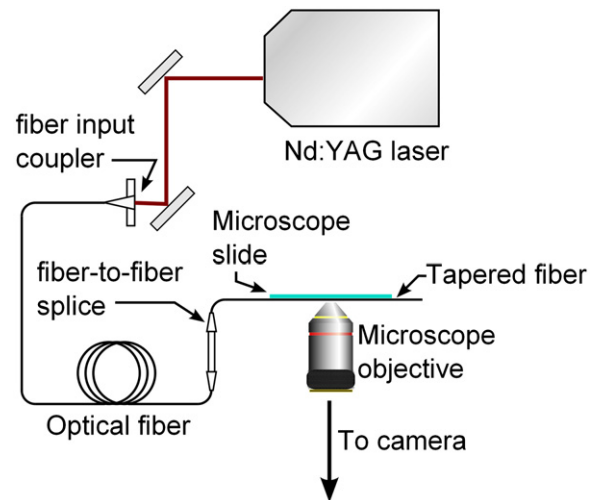 Nd:YAG laser
fiber input
coupler
Microscope
slide
Tapered fiber
fiber-to-fiber
splice
Microscope
objective
Optical fiber
To camera